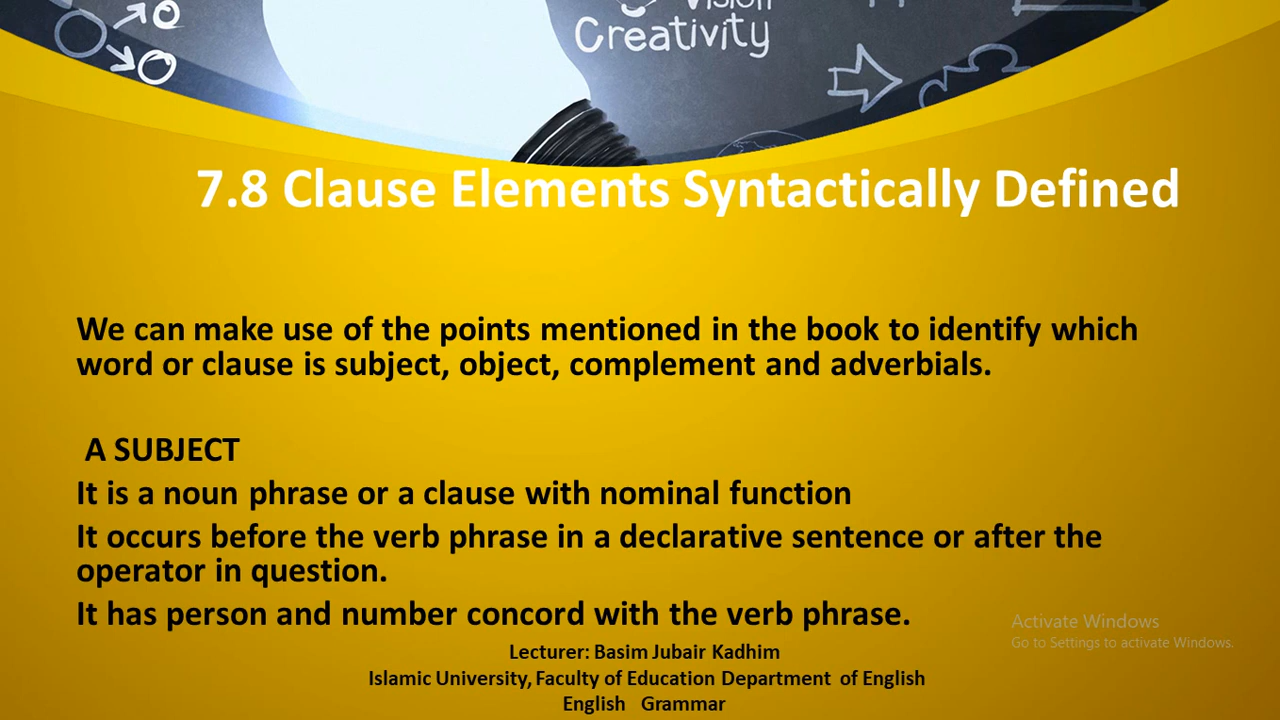 Vision
Creativity
7.8 Clause Elements Syntactically Defined
We can make use of the points mentioned in the book to identify which
word or clause is subject, object, complement and adverbials.
A SUBJECT
It is a noun phrase or a clause with nominal function
It occurs before the verb phrase in a declarative sentence or after the
operator in question.
It has person and number concord with the verb phrase.
Activate Windows
Go to Settings to activate Windows.
Lecturer: Basim Jubair Kadhim
Islamic University, Faculty of Education Department of English
English Grammar